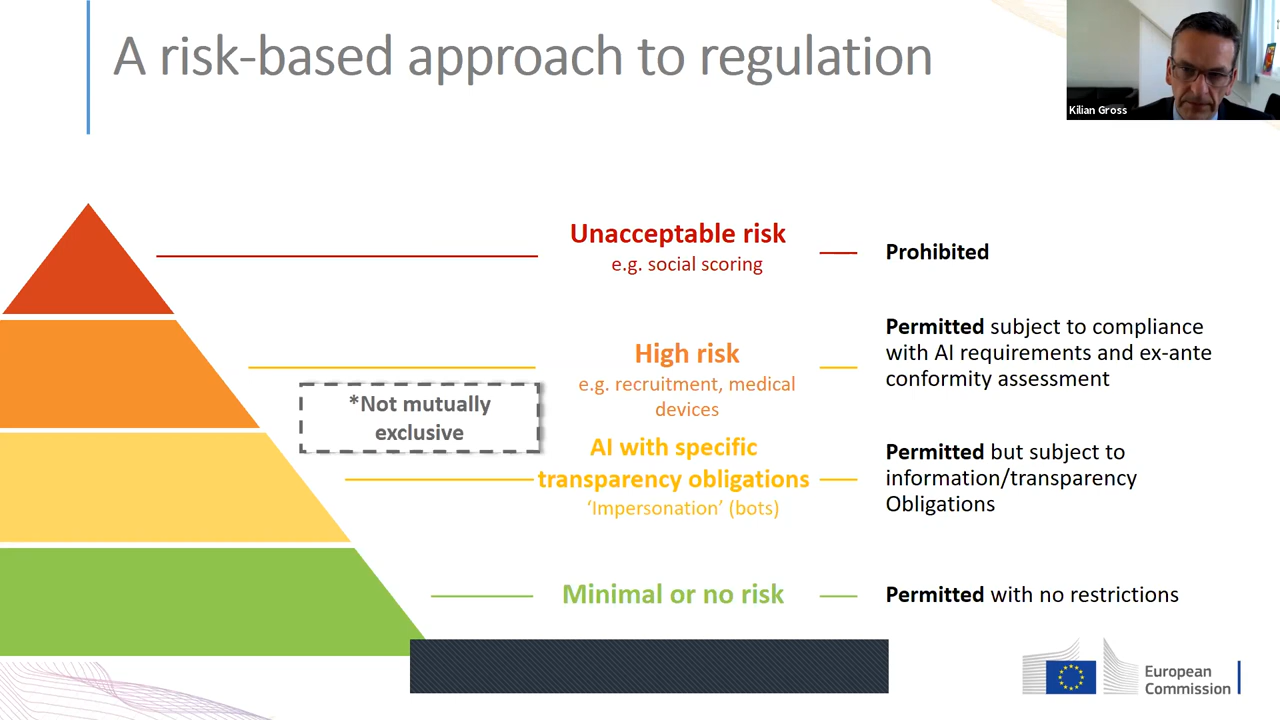 A risk-based approach to regulation
Kilian Gross
Unacceptable risk
e.g. social scoring
Prohibited
High risk
e.g. recruitment, medical
devices
Permitted subject to compliance
with AI requirements and ex-ante
conformity assessment
*Not mutually
exclusive
AI with specific
transparency obligations
‘Impersonation’ (bots)
Permitted but subject to
information/transparency
Obligations
Minimal or no risk
Permitted with no restrictions
European
Commission